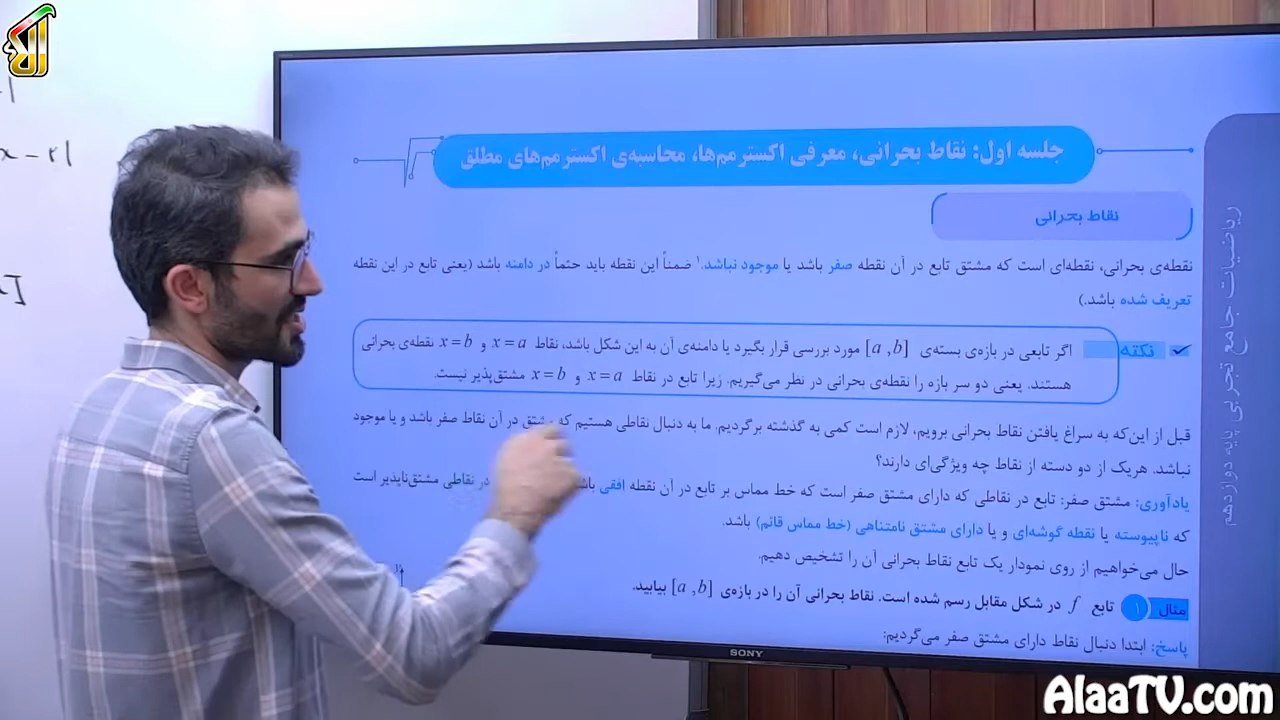 آلاء
x – ۲|
جلسه اول: نقاط بحرانی، معرفی اکسترمم‌ها، محاسبه‌ی اکسترمم‌های مطلق
نقاط بحرانی
نقطه‌ی بحرانی، نقطه‌ای است که مشتق تابع در آن نقطه صفر باشد یا موجود نباشد.۱ ضمناً این نقطه باید حتماً در دامنه باشد (یعنی تابع در این نقطه
تعریف شده باشد.)
نکته اگر تابعی در بازه‌ی بسته‌ی [a , b] مورد بررسی قرار بگیرد یا دامنه‌ی آن به این شکل باشد، نقاط x = a و x = b نقطه‌ی بحرانی
هستند. یعنی دو سر بازه را نقطه‌ی بحرانی در نظر می‌گیریم. زیرا تابع در نقاط x = a و x = b مشتق‌پذیر نیست.
قبل از این‌که به سراغ یافتن نقاط بحرانی برویم، لازم است کمی به گذشته برگردیم. ما به دنبال نقاطی هستیم که مشتق در آن نقاط صفر باشد و یا موجود
نباشد. هریک از دو دسته از نقاط چه ویژگی‌ای دارند؟
یادآوری: مشتق صفر: تابع در نقاطی که دارای مشتق صفر است که خط مماس بر تابع در آن نقطه افقی در نقاطی مشتق‌ناپذیر است
که ناپیوسته یا نقطه گوشه‌ای و یا دارای مشتق نامتناهی (خط مماس قائم) باشد.
حال می‌خواهیم از روی نمودار یک تابع نقاط بحرانی آن را تشخیص دهیم.
مثال ۱ تابع f در شکل مقابل رسم شده است. نقاط بحرانی آن را در بازه‌ی [a , b] بیابید.
پاسخ: ابتدا دنبال نقاط دارای مشتق صفر می‌گردیم:
ریاضیات جامع تجربی پایه دوازدهم
SONY
AlaaTV.com